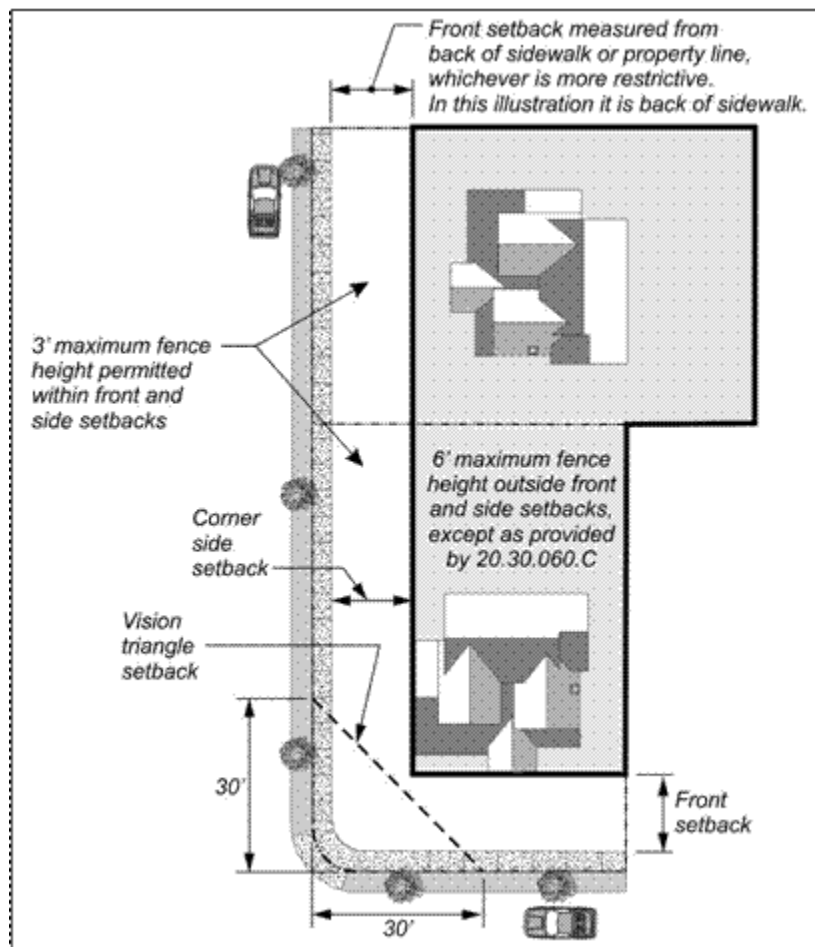 Front setback measured from
back of sidewalk or property line,
whichever is more restrictive.
In this illustration it is back of sidewalk.
3' maximum fence
height permitted
within front and
side setbacks
6' maximum fence
height outside front
and side setbacks,
except as provided
by 20.30.060.C
Corner
side
setback
Vision
triangle
setback
30'
Front
setback
30'